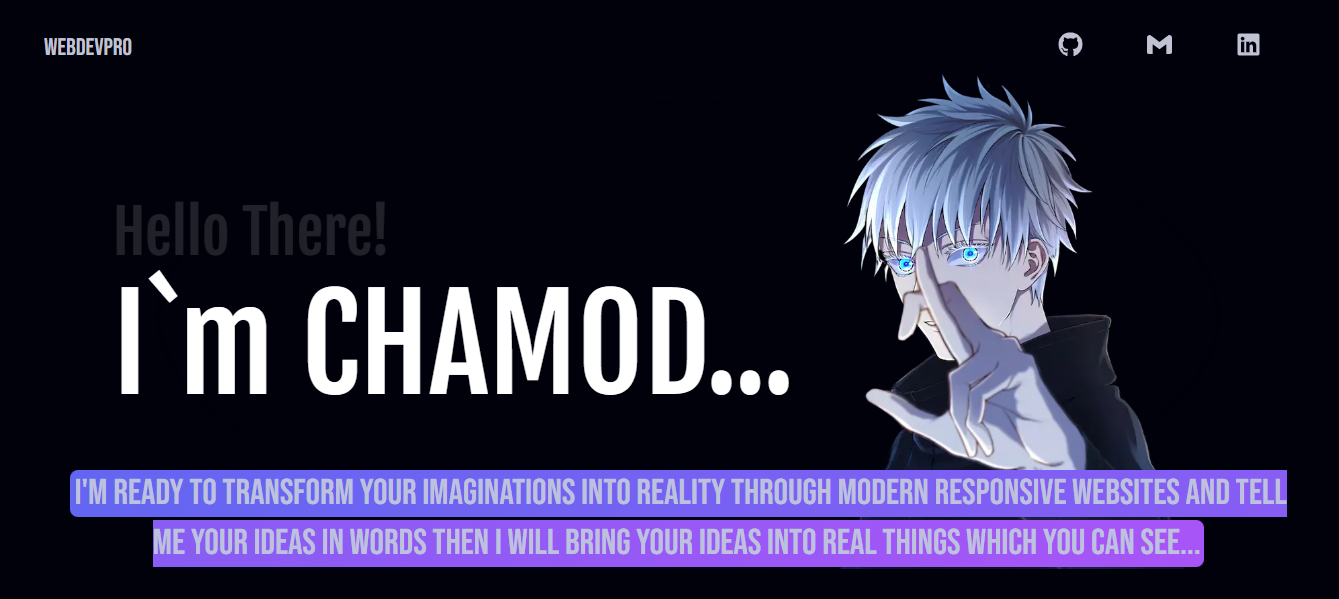 WEBDEVPRO
in
Hello There!
I`m CHAMOD...
I'M READY TO TRANSFORM YOUR IMAGINATIONS INTO REALITY THROUGH MODERN RESPONSIVE WEBSITES AND TELL
ME YOUR IDEAS IN WORDS THEN I WILL BRING YOUR IDEAS INTO REAL THINGS WHICH YOU CAN SEE...